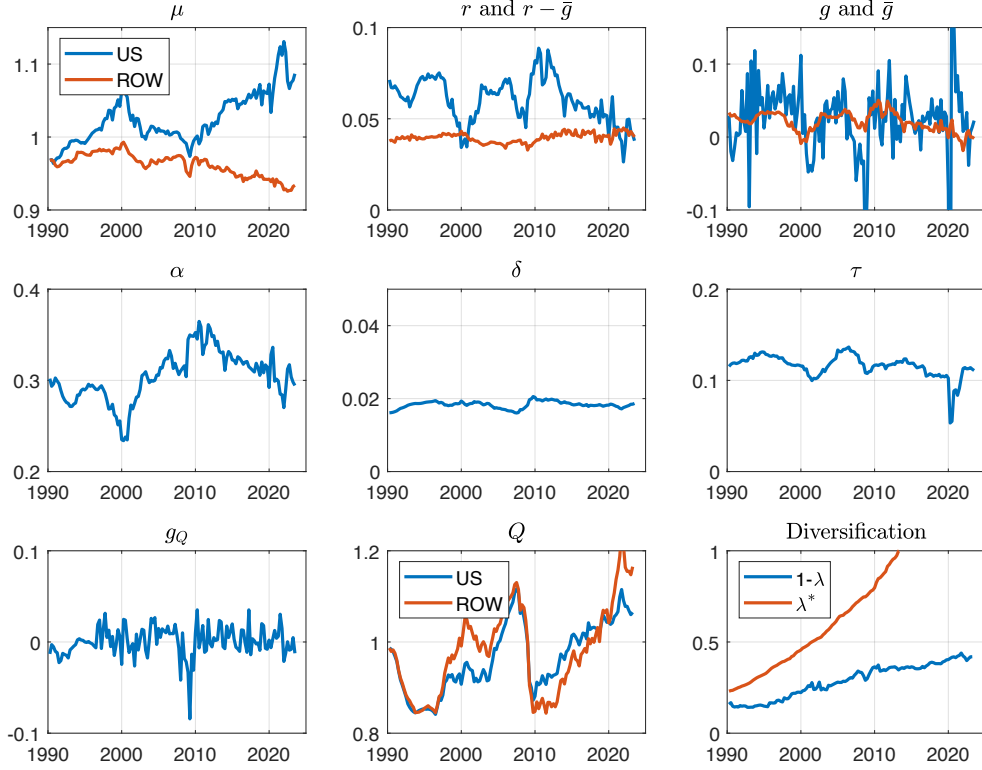 μ
1.1
1
0.9
1990 2000 2010 2020
US
ROW
r and r − ḡ
0.1
0.05
0
1990 2000 2010 2020
g and ḡ
0.1
0
-0.1
1990 2000 2010 2020
α
0.4
0.3
0.2
1990 2000 2010 2020
δ
0.04
0.02
0
1990 2000 2010 2020
τ
0.2
0.1
0
1990 2000 2010 2020
g_Q
0.1
0
-0.1
1990 2000 2010 2020
Q
1.2
1
0.8
1990 2000 2010 2020
US
ROW
Diversification
1
0.5
0
1990 2000 2010 2020
1-λ
λ*